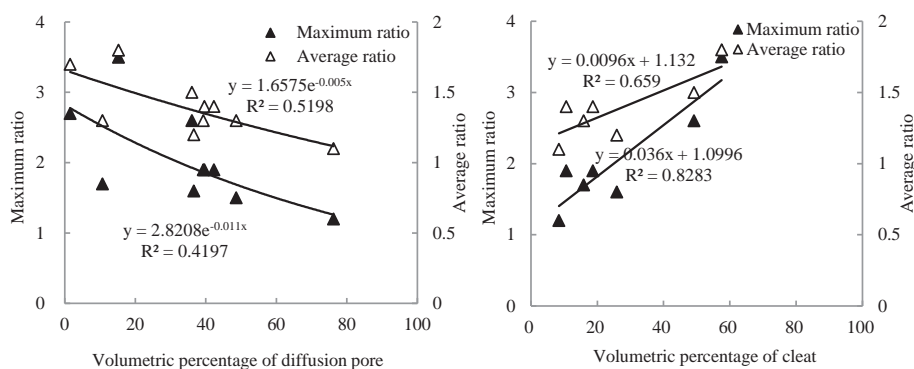 Maximum ratio
Average ratio
4
3
2
1
0
Maximum ratio
y = 1.6575e-0.005x
R² = 0.5198
y = 2.8208e-0.011x
R² = 0.4197
2
1.5
1
0.5
0
Average ratio
0 20 40 60 80 100
Volumetric percentage of diffusion pore
Maximum ratio
Average ratio
4
3
2
1
0
Maximum ratio
y = 0.0096x + 1.132
R² = 0.659
y = 0.036x + 1.0996
R² = 0.8283
2
1.5
1
0.5
0
Average ratio
0 20 40 60 80 100
Volumetric percentage of cleat